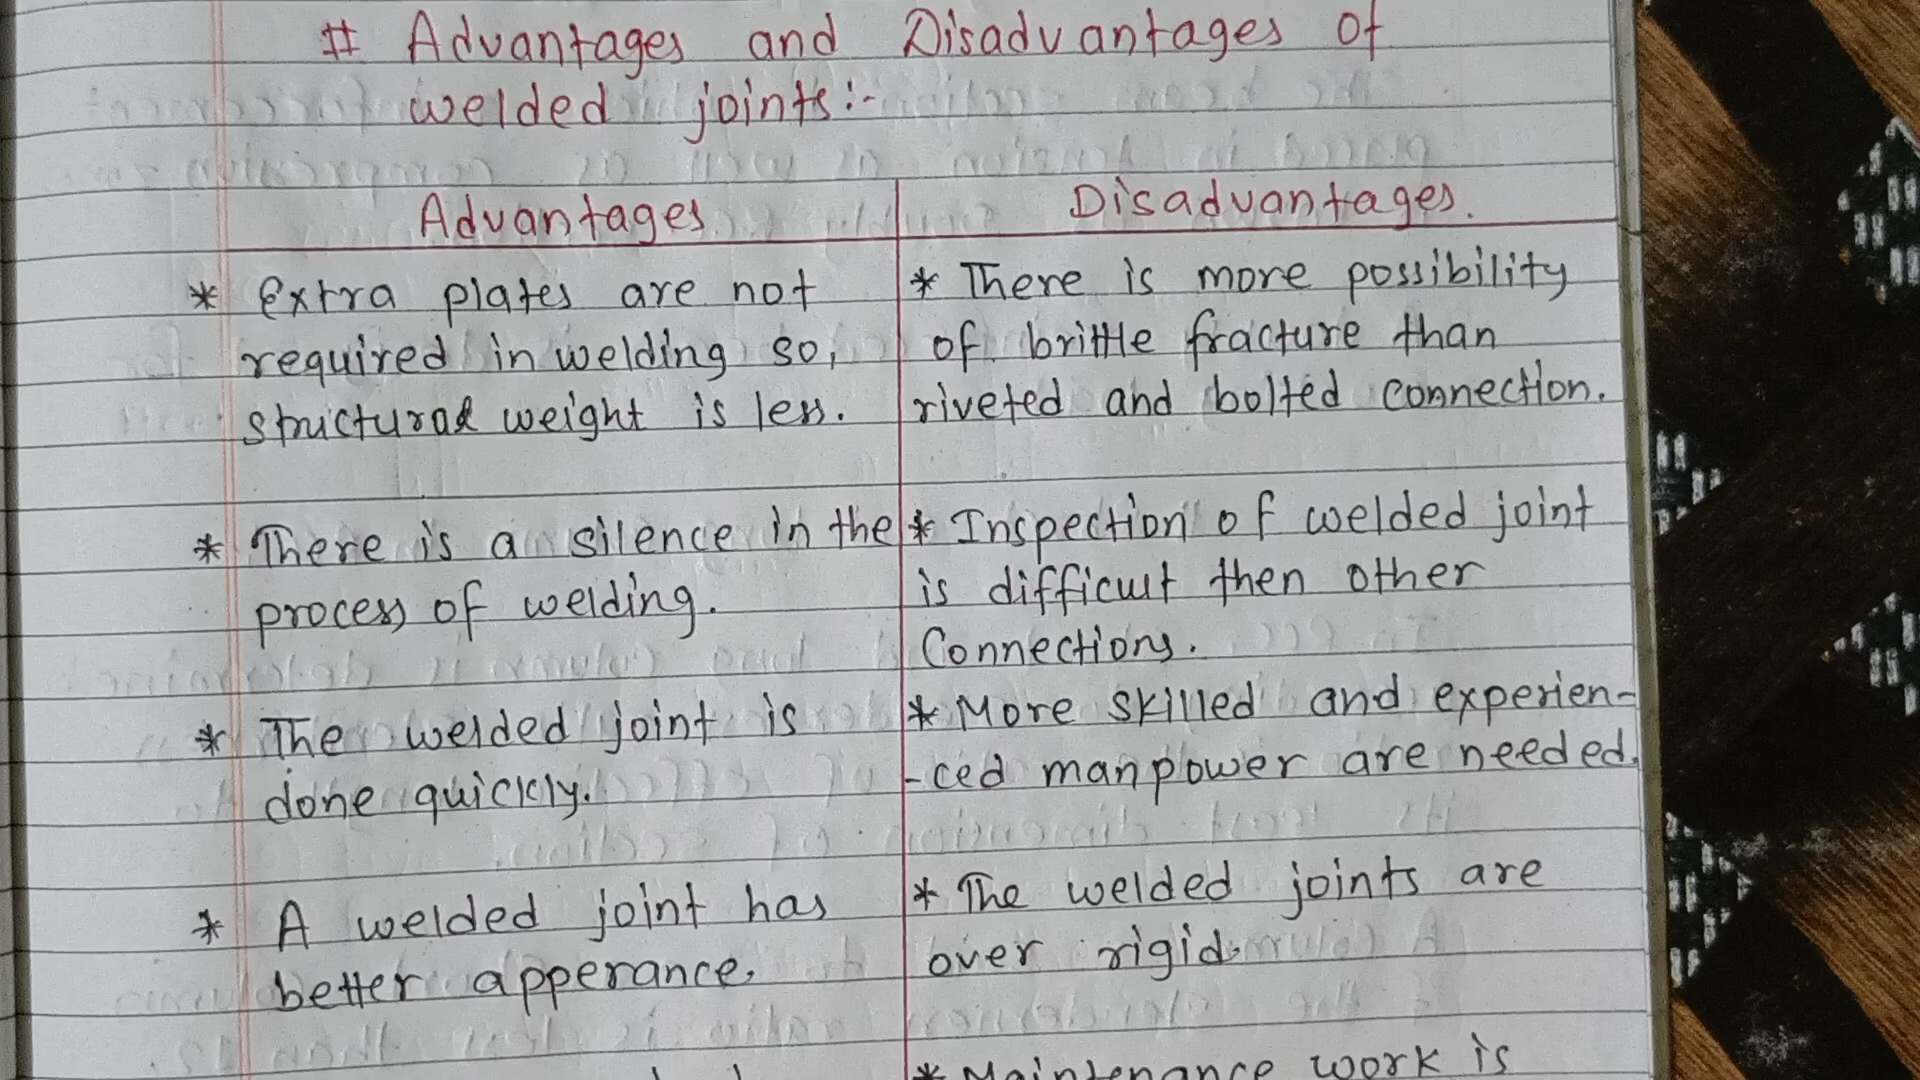 # Advantages and Disadvantages of
welded joints:-
Advantages
* Extra plates are not
required in welding so,
structural weight is less.
* There is a silence in the
process of welding.
* The welded joint is
done quickly.
* A welded joint has
better apperance.
Disadvantages.
* There is more possibility
of brittle fracture than
riveted and bolted connection.
* Inspection of welded joint
is difficult then other
Connections.
* More skilled and experien-
-ced manpower are needed.
* The welded joints are
over rigid.
* Maintenance work is